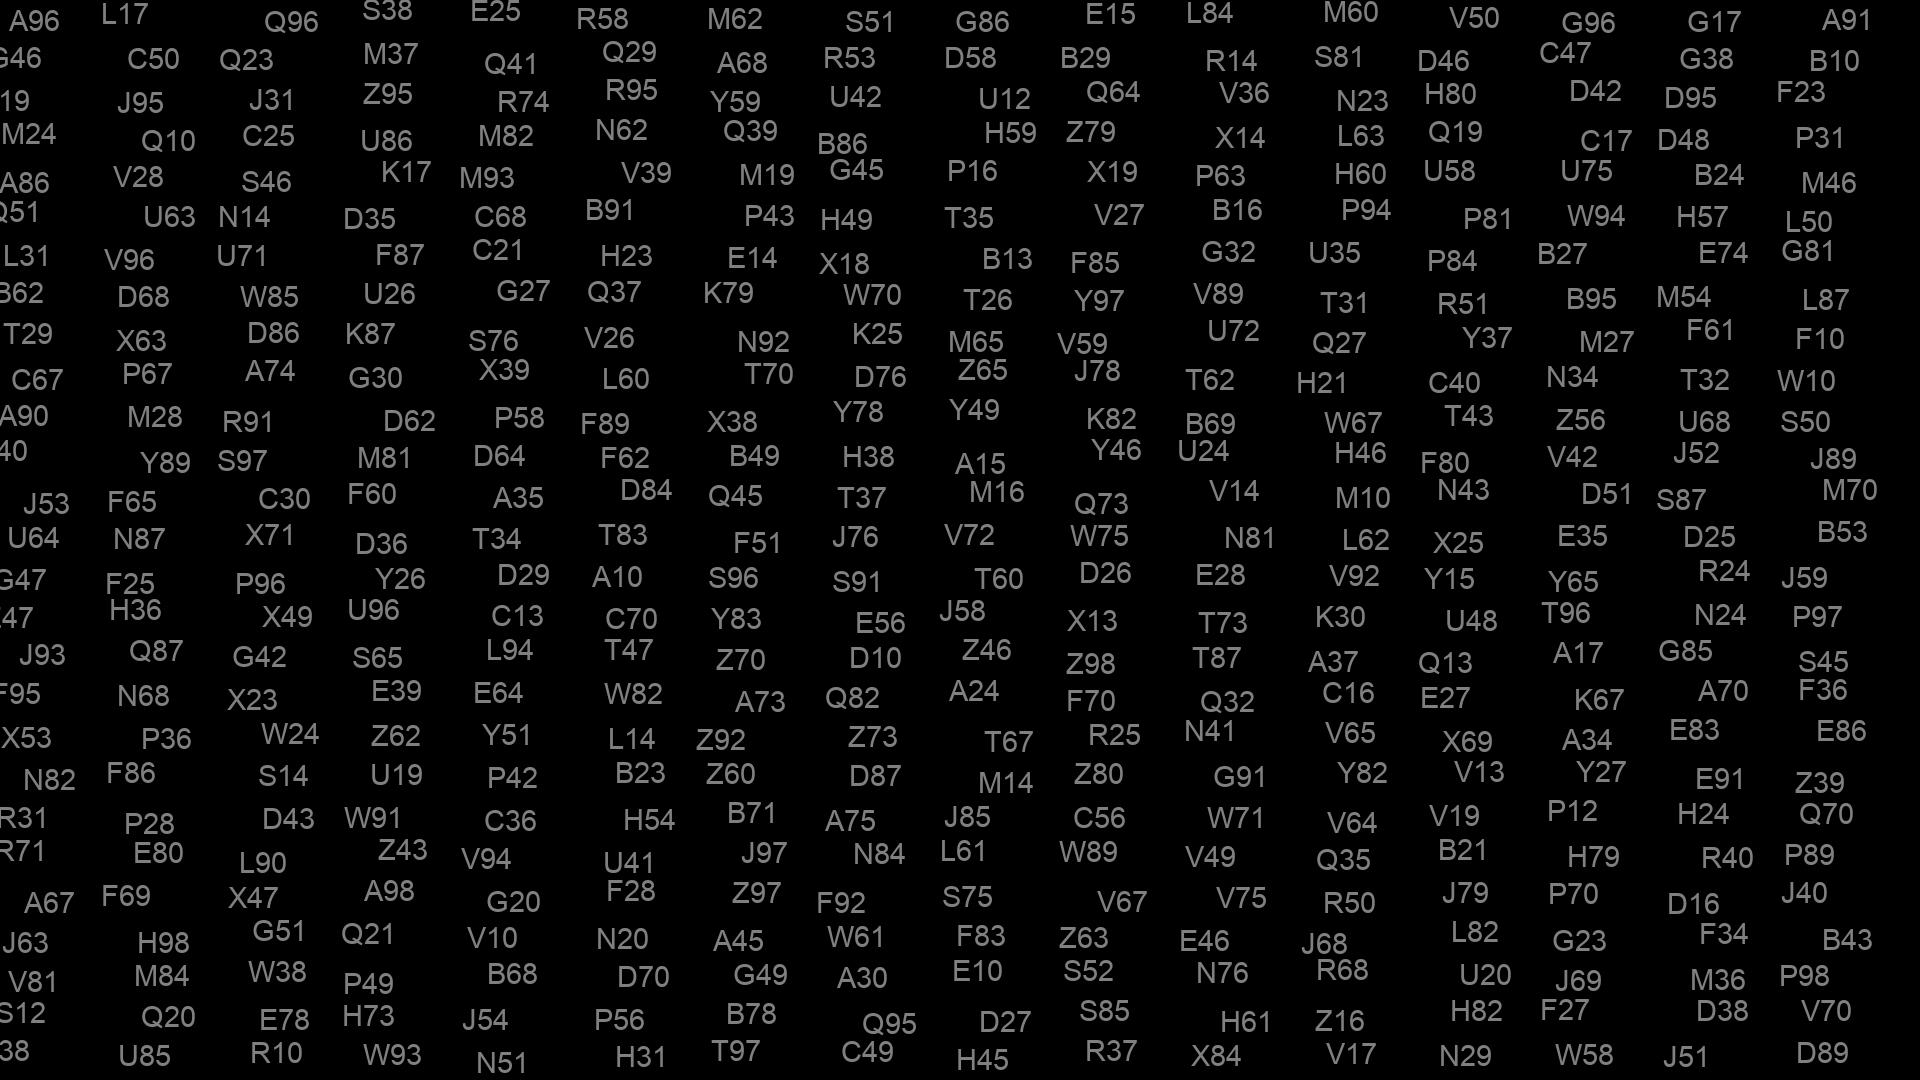 A96 L17 Q96 S38 E25 R58 M62 S51 G86 E15 L84 M60 V50 G96 G17 A91
G46 C50 Q23 M37 Q41 Q29 A68 R53 D58 B29 R14 S81 D46 C47 G38 B10
19 J95 J31 Z95 R74 R95 Y59 U42 U12 Q64 V36 N23 H80 D42 D95 F23
M24 Q10 C25 U86 M82 N62 Q39 B86 H59 Z79 X14 L63 Q19 C17 D48 P31
A86 V28 S46 K17 M93 V39 M19 G45 P16 X19 P63 H60 U58 U75 B24 M46
Q51 U63 N14 D35 C68 B91 P43 H49 T35 V27 B16 P94 P81 W94 H57 L50
L31 V96 U71 F87 C21 H23 E14 X18 B13 F85 G32 U35 P84 B27 E74 G81
B62 D68 W85 U26 G27 Q37 K79 W70 T26 Y97 V89 T31 R51 B95 M54 L87
T29 X63 D86 K87 S76 V26 N92 K25 M65 V59 U72 Q27 Y37 M27 F61 F10
C67 P67 A74 G30 X39 L60 T70 D76 Z65 J78 T62 H21 C40 N34 T32 W10
A90 M28 R91 D62 P58 F89 X38 Y78 Y49 K82 B69 W67 T43 Z56 U68 S50
40 Y89 S97 M81 D64 F62 B49 H38 A15 Y46 U24 H46 F80 V42 J52 J89
J53 F65 C30 F60 A35 D84 Q45 T37 M16 Q73 V14 M10 N43 D51 S87 M70
U64 N87 X71 D36 T34 T83 F51 J76 V72 W75 N81 L62 X25 E35 D25 B53
G47 F25 P96 Y26 D29 A10 S96 S91 T60 D26 E28 V92 Y15 Y65 R24 J59
47 H36 X49 U96 C13 C70 Y83 E56 J58 X13 T73 K30 U48 T96 N24 P97
J93 Q87 G42 S65 L94 T47 Z70 D10 Z46 Z98 T87 A37 Q13 A17 G85 S45
F95 N68 X23 E39 E64 W82 A73 Q82 A24 F70 Q32 C16 E27 K67 A70 F36
X53 P36 W24 Z62 Y51 L14 Z92 Z73 T67 R25 N41 V65 X69 A34 E83 E86
N82 F86 S14 U19 P42 B23 Z60 D87 M14 Z80 G91 Y82 V13 Y27 E91 Z39
R31 P28 D43 W91 C36 H54 B71 A75 J85 C56 W71 V64 V19 P12 H24 Q70
R71 E80 L90 Z43 V94 U41 J97 N84 L61 W89 V49 Q35 B21 H79 R40 P89
A67 F69 X47 A98 G20 F28 Z97 F92 S75 V67 V75 R50 J79 P70 D16 J40
J63 H98 G51 Q21 V10 N20 A45 W61 F83 Z63 E46 J68 L82 G23 F34 B43
V81 M84 W38 P49 B68 D70 G49 A30 E10 S52 N76 R68 U20 J69 M36 P98
S12 Q20 E78 H73 J54 P56 B78 Q95 D27 S85 H61 Z16 H82 F27 D38 V70
38 U85 R10 W93 N51 H31 T97 C49 H45 R37 X84 V17 N29 W58 J51 D89